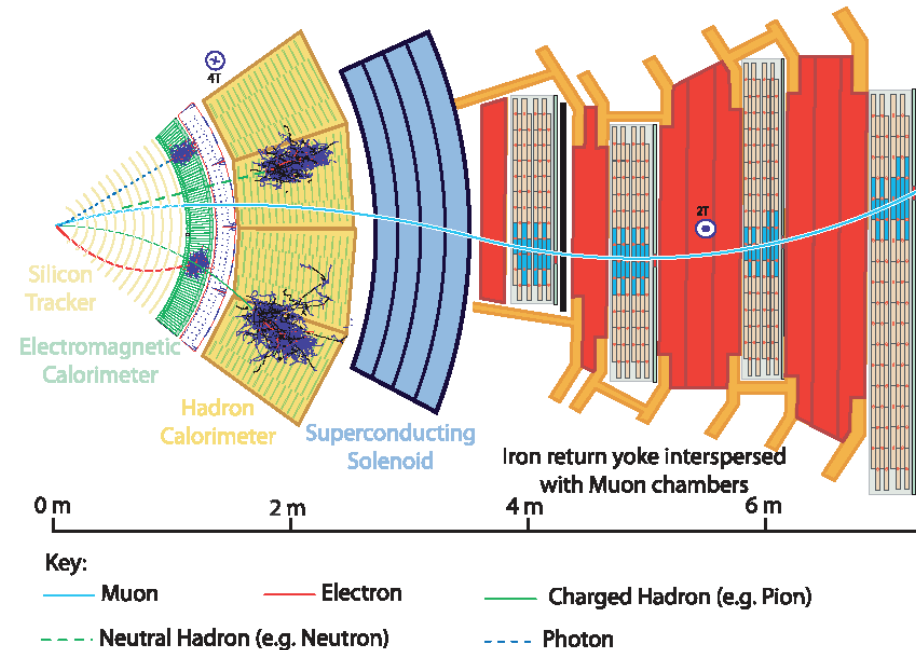 4T
2T
Silicon
Tracker
Electromagnetic
Calorimeter
Hadron
Calorimeter
Superconducting
Solenoid
Iron return yoke interspersed
with Muon chambers
0 m 2 m 4 m 6 m
Key:
Muon Electron Charged Hadron (e.g. Pion)
Neutral Hadron (e.g. Neutron) Photon